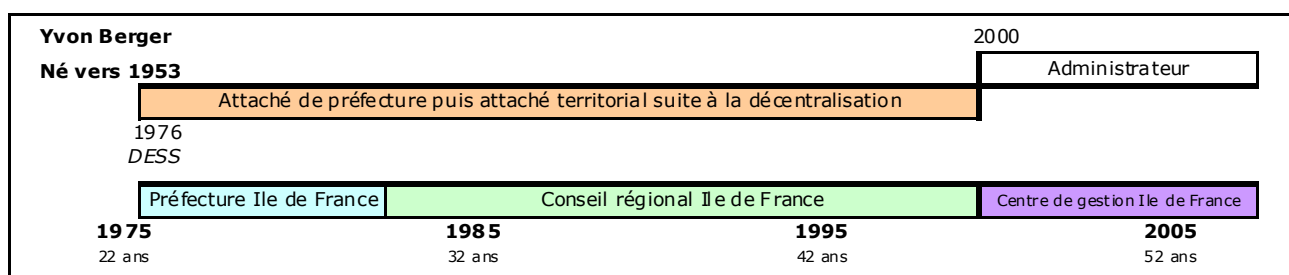 Yvon Berger
2000
Né vers 1953
Administrateur
Attaché de préfecture puis attaché territorial suite à la décentralisation
1976
DESS
Préfecture Ile de France
Conseil régional Ile de France
Centre de gestion Ile de France
1975
1985
1995
2005
22 ans
32 ans
42 ans
52 ans